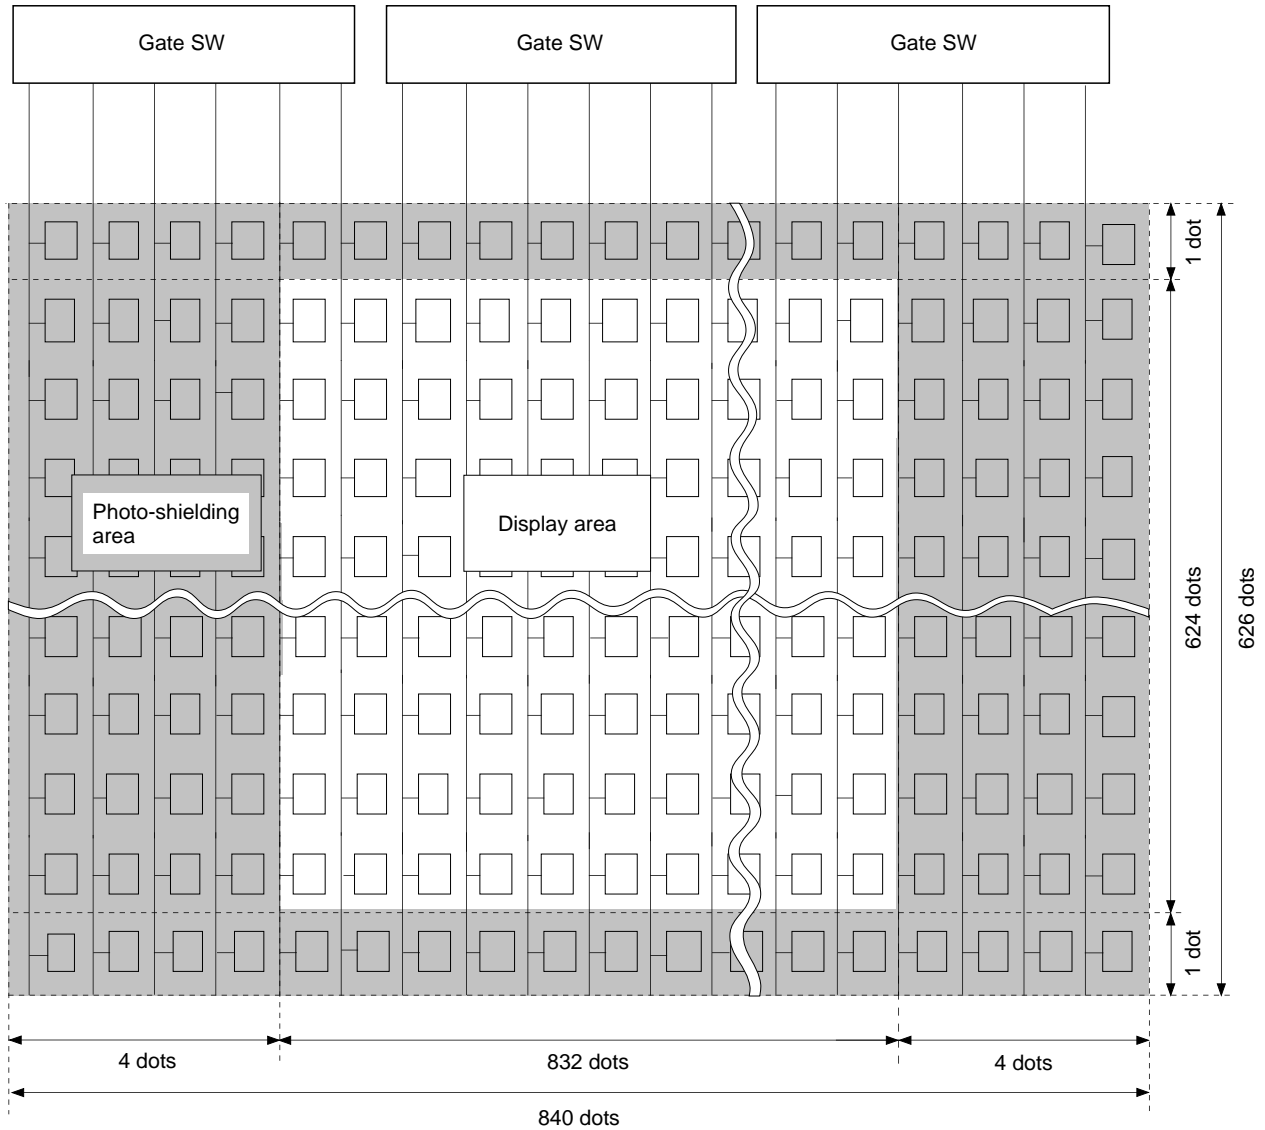 Gate SW
Gate SW
Gate SW
1 dot
Photo-shielding
area
Display area
624 dots
626 dots
1 dot
4 dots
832 dots
4 dots
840 dots